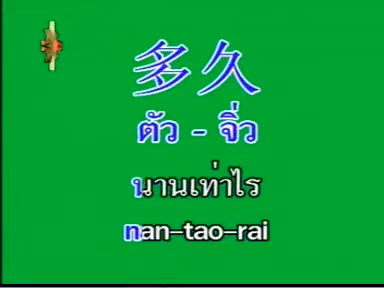 多久
ตัว - จิ่ว
นานเท่าไร
nan-tao-rai